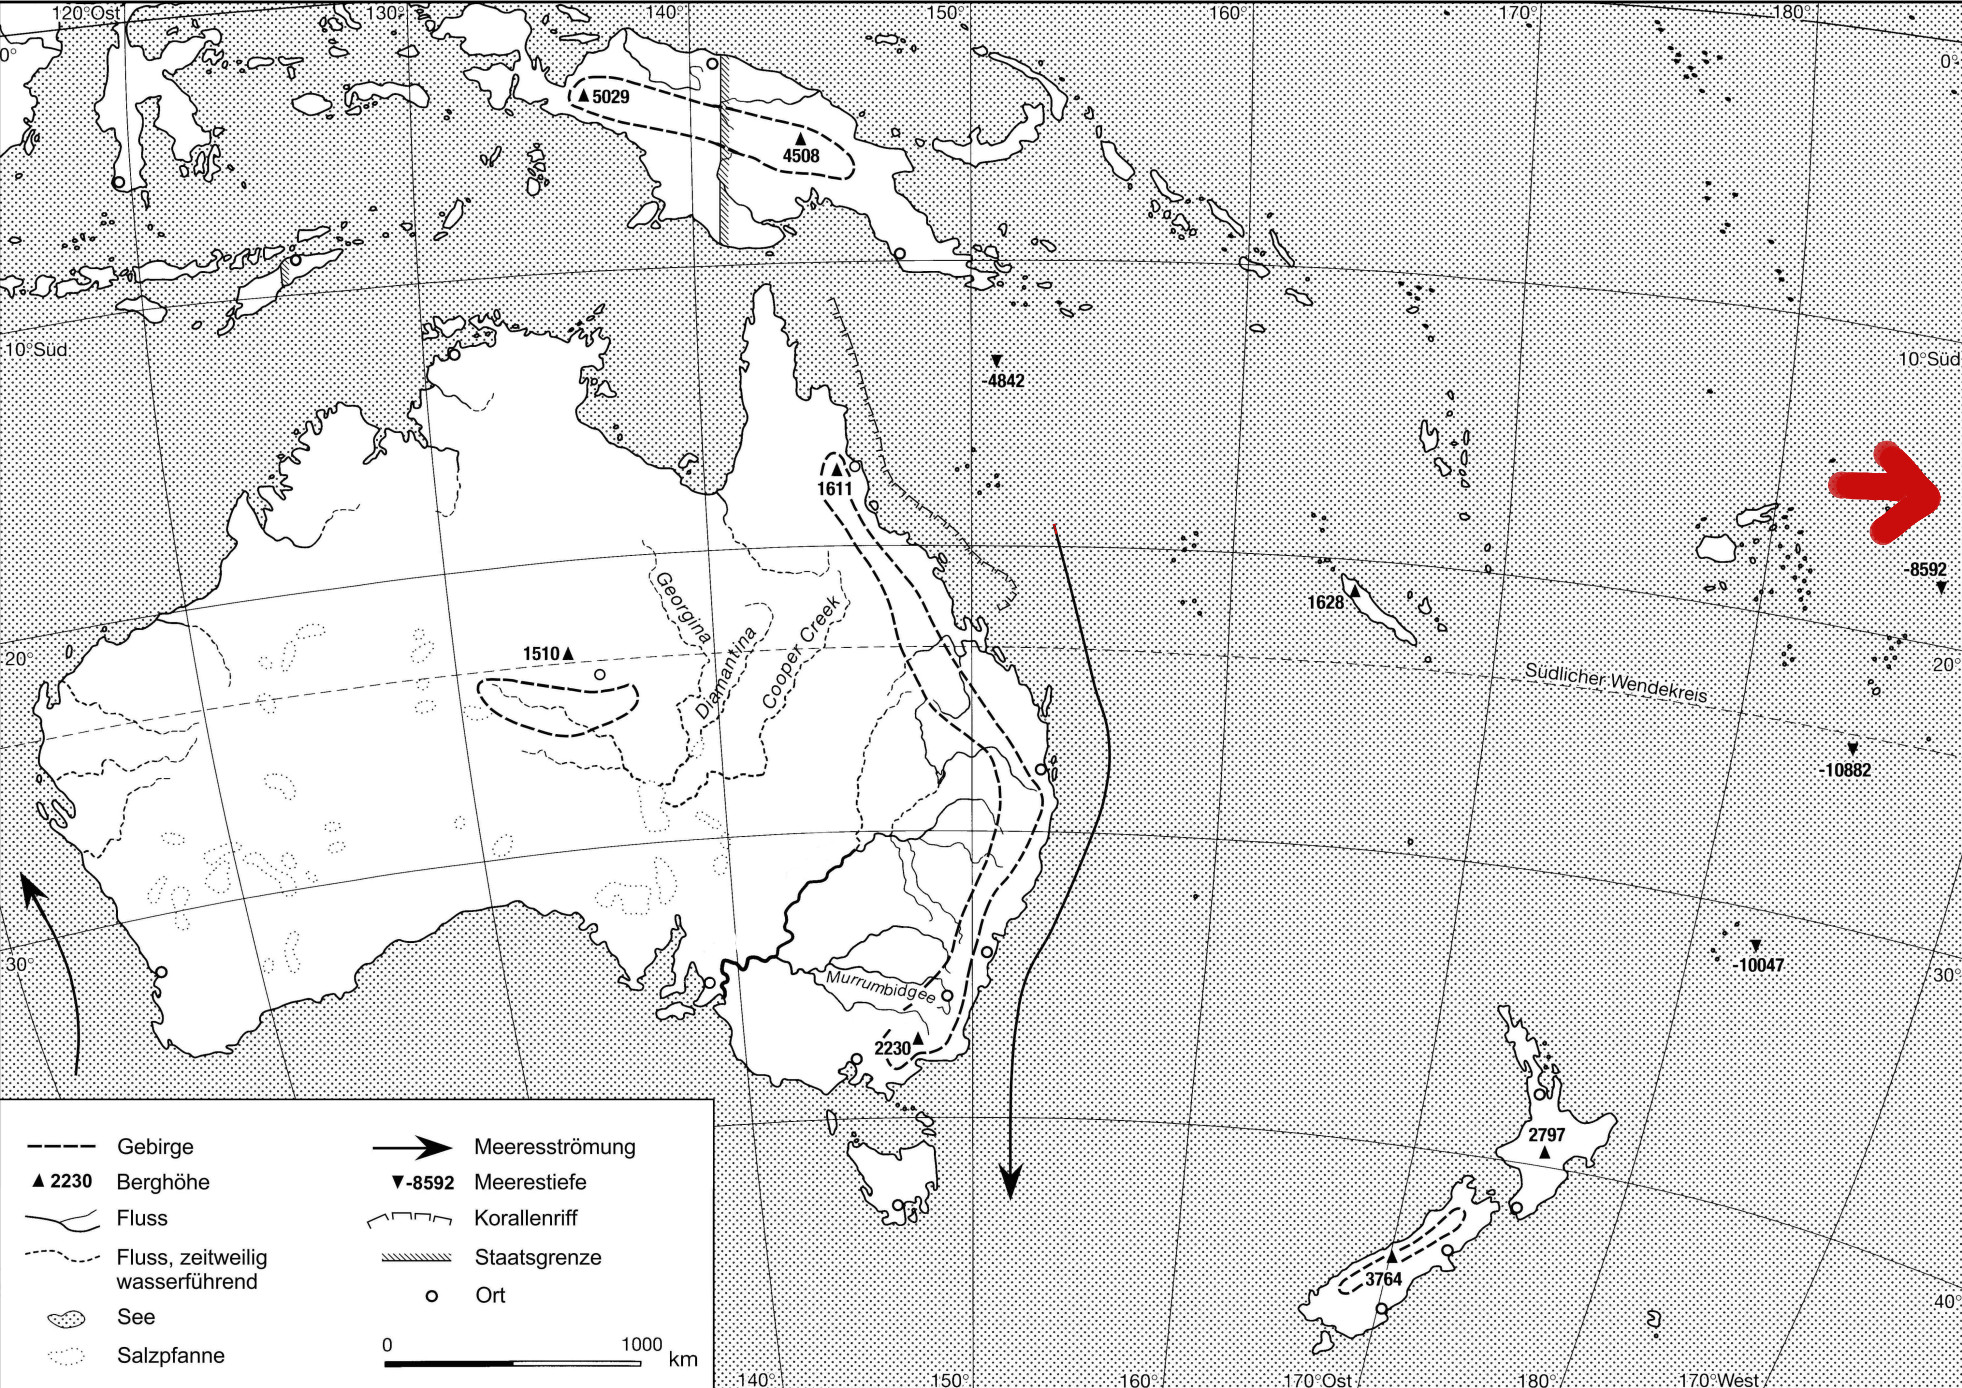 120°Ost
130°
140°
150°
160°
170°
180°
0°
0°
5029
4508
10°Süd
10°Süd
-4842
1611
-8592
Georgina
Diamantina
Cooper Creek
1628
1510
20°
20°
Südlicher Wendekreis
-10882
30°
30°
-10047
Murrumbidgee
2230
2797
3764
40°
Gebirge
2230 Berghöhe
Fluss
Fluss, zeitweilig
wasserführend
See
Salzpfanne
Meeresströmung
-8592 Meerestiefe
Korallenriff
Staatsgrenze
Ort
0 1000 km
140°
150°
160°
170°Ost
180°
170°West